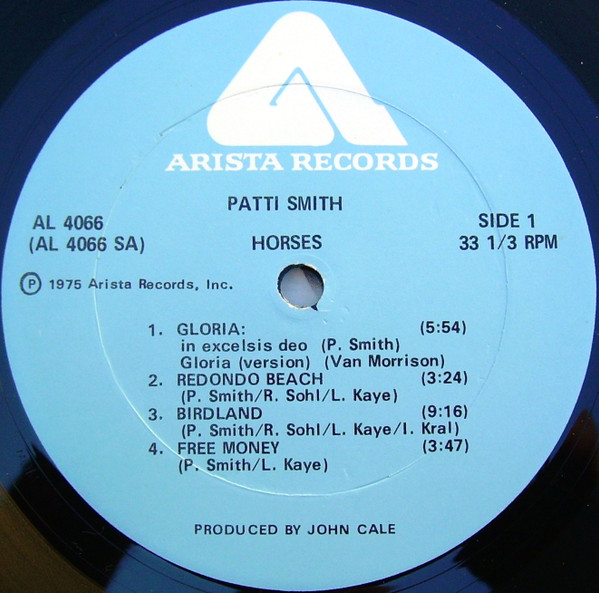 ARISTA RECORDS
PATTI SMITH
AL 4066
(AL 4066 SA)
HORSES
SIDE 1
33 1/3 RPM
Ⓟ 1975 Arista Records, Inc.
1. GLORIA: (5:54)
in excelsis deo (P. Smith)
Gloria (version) (Van Morrison)
2. REDONDO BEACH (3:24)
(P. Smith/R. Sohl/L. Kaye)
3. BIRDLAND (9:16)
(P. Smith/R. Sohl/L. Kaye/I. Kral)
4. FREE MONEY (3:47)
(P. Smith/L. Kaye)
PRODUCED BY JOHN CALE